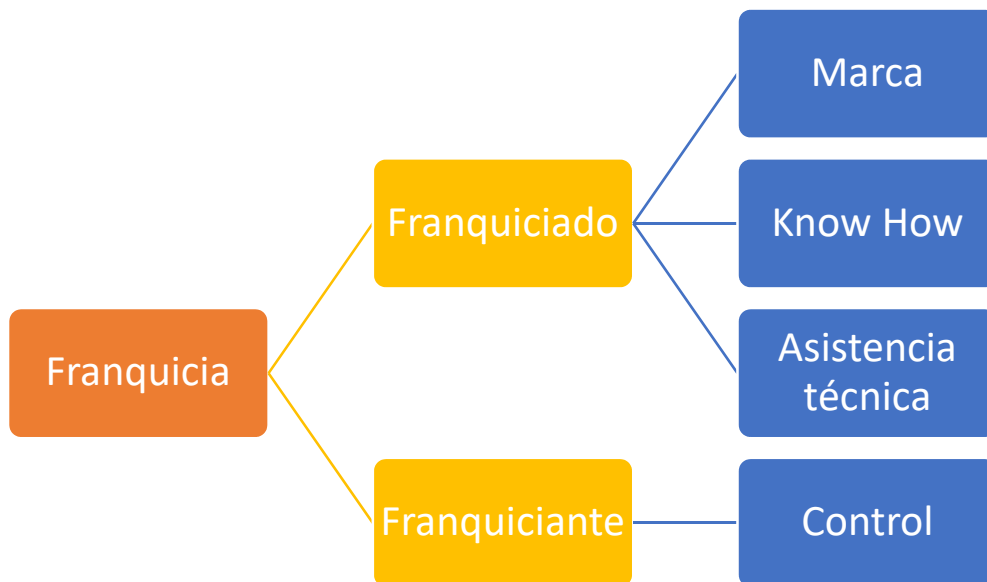 Marca
Franquiciado
Know How
Franquicia
Asistencia
técnica
Franquiciante
Control